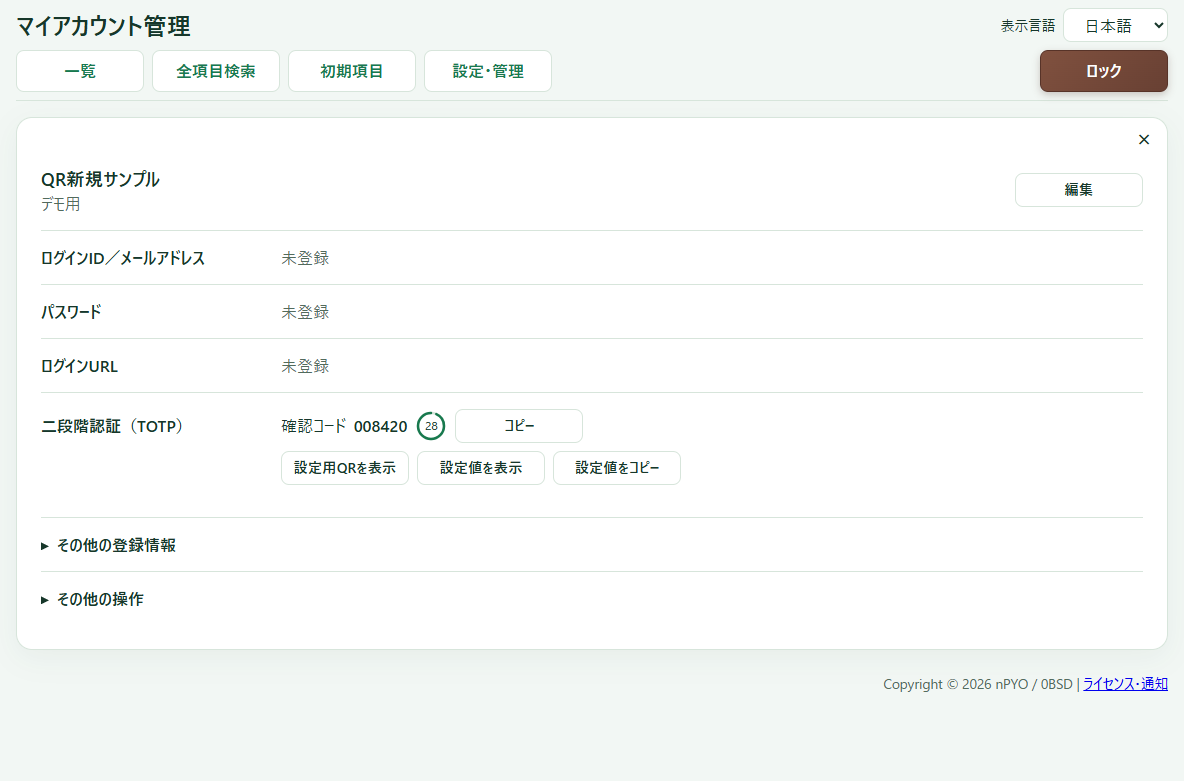 マイアカウント管理
表示言語 日本語
一覧 全項目検索 初期項目 設定・管理 ロック
×
QR新規サンプル
デモ用
編集
ログインID／メールアドレス 未登録
パスワード 未登録
ログインURL 未登録
二段階認証（TOTP） 確認コード 008420 28 コピー
設定用QRを表示 設定値を表示 設定値をコピー
▶ その他の登録情報
▶ その他の操作
Copyright © 2026 nPYO / 0BSD | ライセンス・通知